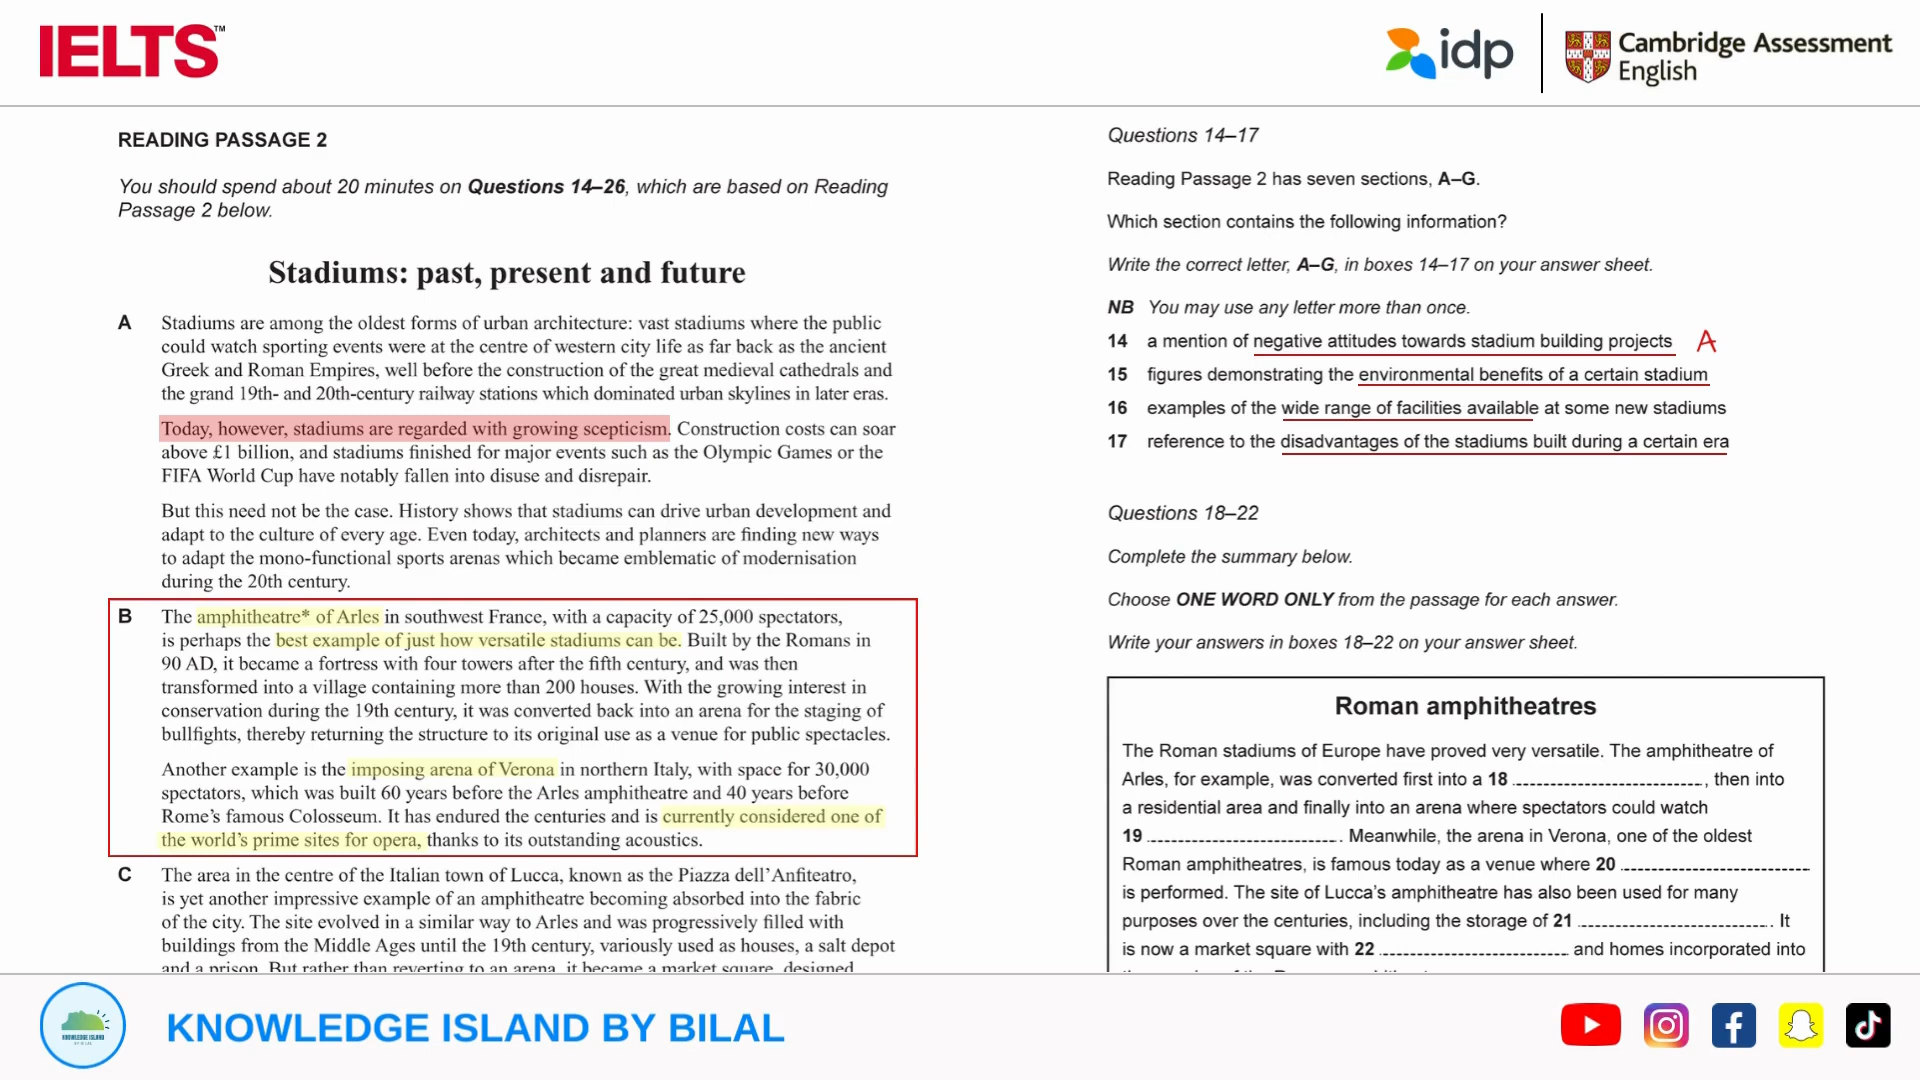 IELTS™
idp
Cambridge Assessment
English
READING PASSAGE 2
You should spend about 20 minutes on Questions 14–26, which are based on Reading
Passage 2 below.
Stadiums: past, present and future
A Stadiums are among the oldest forms of urban architecture: vast stadiums where the public
could watch sporting events were at the centre of western city life as far back as the ancient
Greek and Roman Empires, well before the construction of the great medieval cathedrals and
the grand 19th- and 20th-century railway stations which dominated urban skylines in later eras.
Today, however, stadiums are regarded with growing scepticism. Construction costs can soar
above £1 billion, and stadiums finished for major events such as the Olympic Games or the
FIFA World Cup have notably fallen into disuse and disrepair.
But this need not be the case. History shows that stadiums can drive urban development and
adapt to the culture of every age. Even today, architects and planners are finding new ways
to adapt the mono-functional sports arenas which became emblematic of modernisation
during the 20th century.
B The amphitheatre* of Arles in southwest France, with a capacity of 25,000 spectators,
is perhaps the best example of just how versatile stadiums can be. Built by the Romans in
90 AD, it became a fortress with four towers after the fifth century, and was then
transformed into a village containing more than 200 houses. With the growing interest in
conservation during the 19th century, it was converted back into an arena for the staging of
bullfights, thereby returning the structure to its original use as a venue for public spectacles.
Another example is the imposing arena of Verona in northern Italy, with space for 30,000
spectators, which was built 60 years before the Arles amphitheatre and 40 years before
Rome's famous Colosseum. It has endured the centuries and is currently considered one of
the world's prime sites for opera, thanks to its outstanding acoustics.
C The area in the centre of the Italian town of Lucca, known as the Piazza dell'Anfiteatro,
is yet another impressive example of an amphitheatre becoming absorbed into the fabric
of the city. The site evolved in a similar way to Arles and was progressively filled with
buildings from the Middle Ages until the 19th century, variously used as houses, a salt depot
and a prison. But rather than reverting to an arena, it became a market square, designed
Questions 14–17
Reading Passage 2 has seven sections, A–G.
Which section contains the following information?
Write the correct letter, A–G, in boxes 14–17 on your answer sheet.
NB You may use any letter more than once.
14 a mention of negative attitudes towards stadium building projects A
15 figures demonstrating the environmental benefits of a certain stadium
16 examples of the wide range of facilities available at some new stadiums
17 reference to the disadvantages of the stadiums built during a certain era
Questions 18–22
Complete the summary below.
Choose ONE WORD ONLY from the passage for each answer.
Write your answers in boxes 18–22 on your answer sheet.
Roman amphitheatres
The Roman stadiums of Europe have proved very versatile. The amphitheatre of
Arles, for example, was converted first into a 18 ........................ , then into
a residential area and finally into an arena where spectators could watch
19 ........................ . Meanwhile, the arena in Verona, one of the oldest
Roman amphitheatres, is famous today as a venue where 20 ........................
is performed. The site of Lucca's amphitheatre has also been used for many
purposes over the centuries, including the storage of 21 ........................ . It
is now a market square with 22 ........................ and homes incorporated into
KNOWLEDGE ISLAND
KNOWLEDGE ISLAND BY BILAL